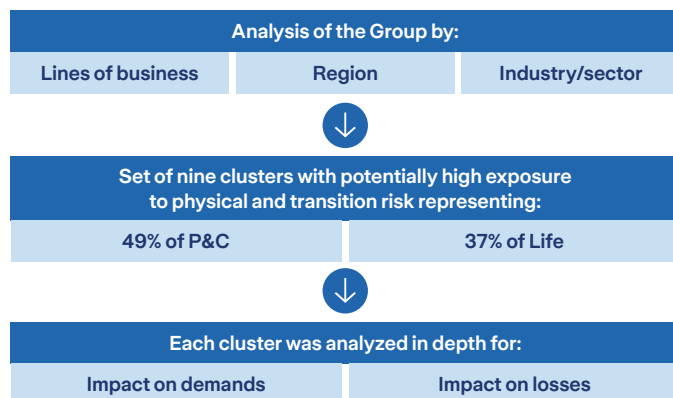 Analysis of the Group by:
Lines of business
Region
Industry/sector
Set of nine clusters with potentially high exposure
to physical and transition risk representing:
49% of P&C
37% of Life
Each cluster was analyzed in depth for:
Impact on demands
Impact on losses